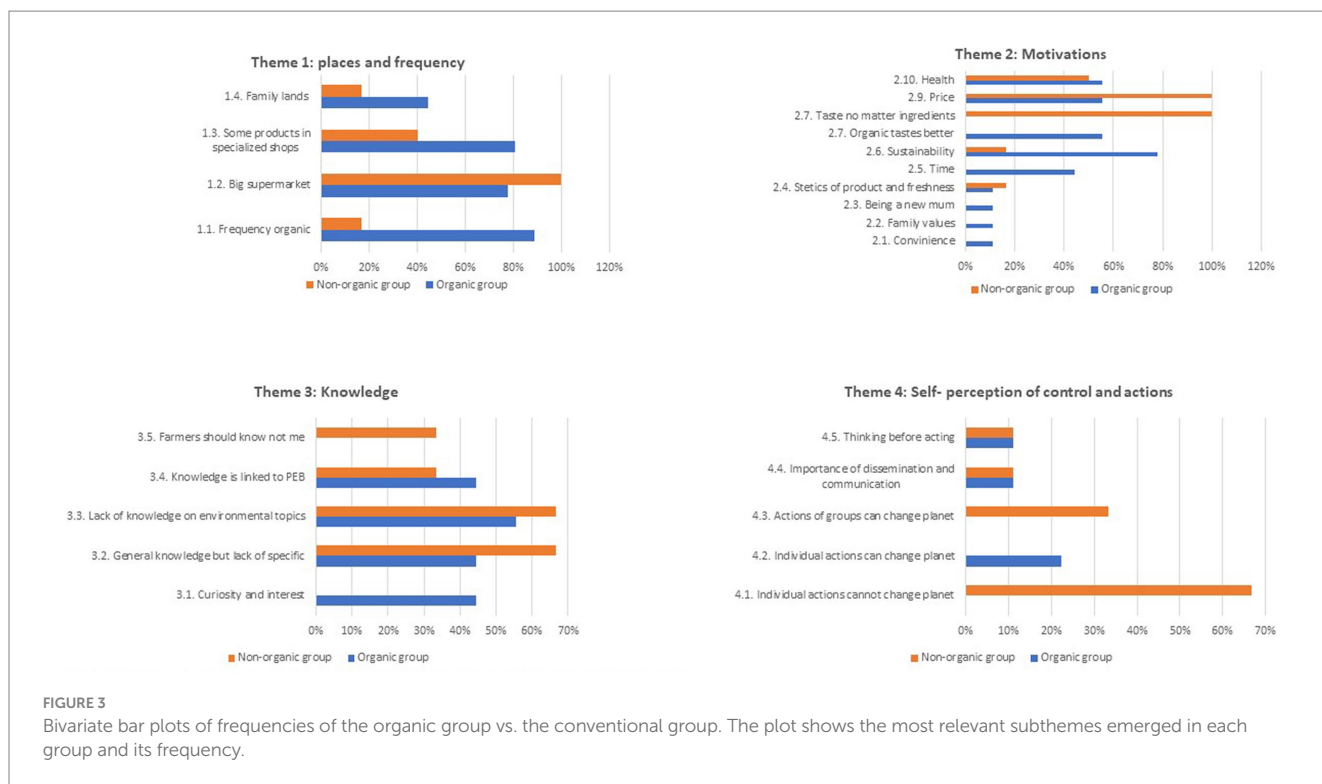 Theme 1: places and frequency
1.4. Family lands
1.3. Some products in
specialized shops
1.2. Big supermarket
1.1. Frequency organic
0% 20% 40% 60% 80% 100% 120%
Non-organic group Organic group
Theme 2: Motivations
2.10. Health
2.9. Price
2.7. Taste no matter ingredients
2.7. Organic tastes better
2.6. Sustainability
2.5. Time
2.4. Stetics of product and freshness
2.3. Being a new mum
2.2. Family values
2.1. Convinience
0% 20% 40% 60% 80% 100% 120%
Non-organic group Organic group
Theme 3: Knowledge
3.5. Farmers should know not me
3.4. Knowledge is linked to PEB
3.3. Lack of knowledge on environmental topics
3.2. General knowledge but lack of specific
3.1. Curiosity and interest
0% 10% 20% 30% 40% 50% 60% 70%
Non-organic group Organic group
Theme 4: Self- perception of control and actions
4.5. Thinking before acting
4.4. Importance of dissemination and
communication
4.3. Actions of groups can change planet
4.2. Individual actions can change planet
4.1. Individual actions cannot change planet
0% 10% 20% 30% 40% 50% 60% 70%
Non-organic group Organic group
FIGURE 3
Bivariate bar plots of frequencies of the organic group vs. the conventional group. The plot shows the most relevant subthemes emerged in each
group and its frequency.